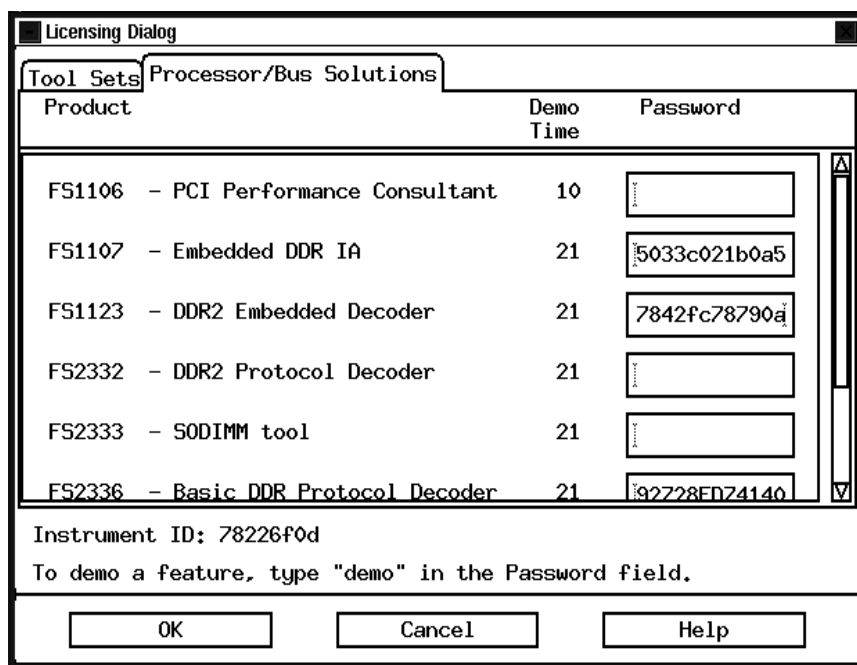 Licensing Dialog
Tool Sets Processor/Bus Solutions
Product Demo Time Password
FS1106 - PCI Performance Consultant 10
FS1107 - Embedded DDR IA 21 5033c021b0a5
FS1123 - DDR2 Embedded Decoder 21 7842fc78790a
FS2332 - DDR2 Protocol Decoder 21
FS2333 - SODIMM tool 21
FS2336 - Basic DDR Protocol Decoder 21 92728ED74140
Instrument ID: 78226f0d
To demo a feature, type "demo" in the Password field.
OK Cancel Help